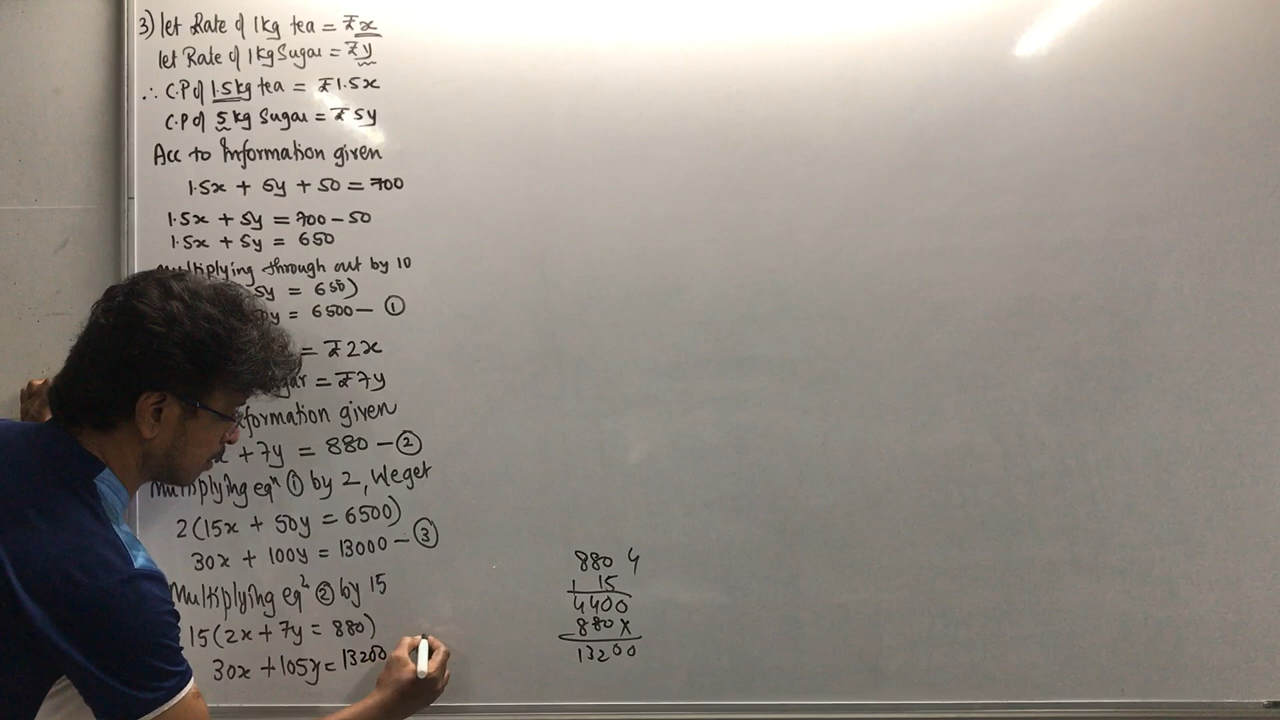 3) let Rate of 1kg tea = ₹x
let Rate of 1kg Sugar = ₹y
∴ C.P of 1.5kg tea = ₹1.5x
C.P of 5 kg Sugar = ₹5y
Acc to Information given
1.5x + 5y + 50 = 700
1.5x + 5y = 700 - 50
1.5x + 5y = 650
Multiplying through out by 10
5y = 650)
y = 6500 — ①
= ₹2x
gar = ₹7y
formation given
x + 7y = 880 — ②
Multiplying eqⁿ ① by 2, We get
2(15x + 50y = 6500)
30x + 100y = 13000 — ③
Multiplying eqⁿ ② by 15
15(2x + 7y = 880)
30x + 105y = 13200
880 4
1 15
4400
880x
13200